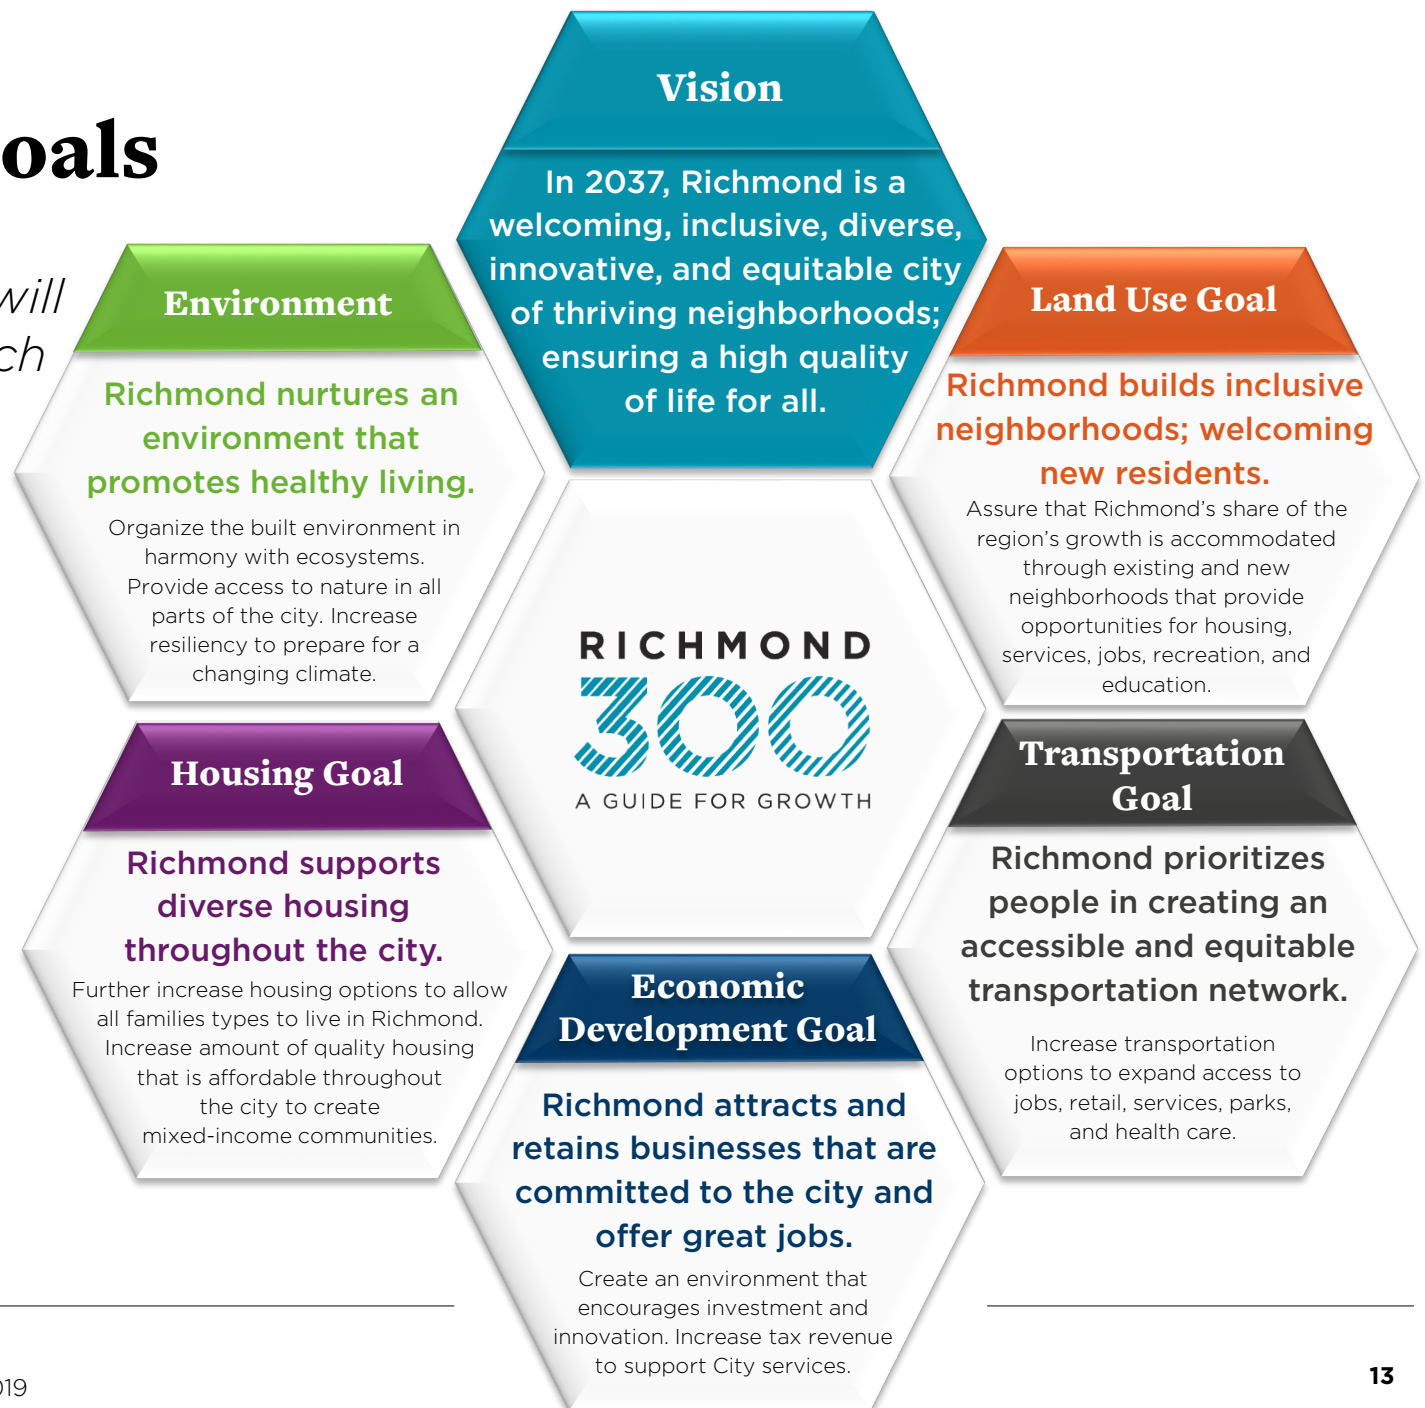 oals
will
ch
Vision
In 2037, Richmond is a
welcoming, inclusive, diverse,
innovative, and equitable city
of thriving neighborhoods;
ensuring a high quality
of life for all.
Environment
Richmond nurtures an
environment that
promotes healthy living.
Organize the built environment in
harmony with ecosystems.
Provide access to nature in all
parts of the city. Increase
resiliency to prepare for a
changing climate.
Land Use Goal
Richmond builds inclusive
neighborhoods; welcoming
new residents.
Assure that Richmond’s share of the
region’s growth is accommodated
through existing and new
neighborhoods that provide
opportunities for housing,
services, jobs, recreation, and
education.
RICHMOND
300
A GUIDE FOR GROWTH
Housing Goal
Richmond supports
diverse housing
throughout the city.
Further increase housing options to allow
all families types to live in Richmond.
Increase amount of quality housing
that is affordable throughout
the city to create
mixed-income communities.
Transportation
Goal
Richmond prioritizes
people in creating an
accessible and equitable
transportation network.
Increase transportation
options to expand access to
jobs, retail, services, parks,
and health care.
Economic
Development Goal
Richmond attracts and
retains businesses that are
committed to the city and
offer great jobs.
Create an environment that
encourages investment and
innovation. Increase tax revenue
to support City services.
019
13